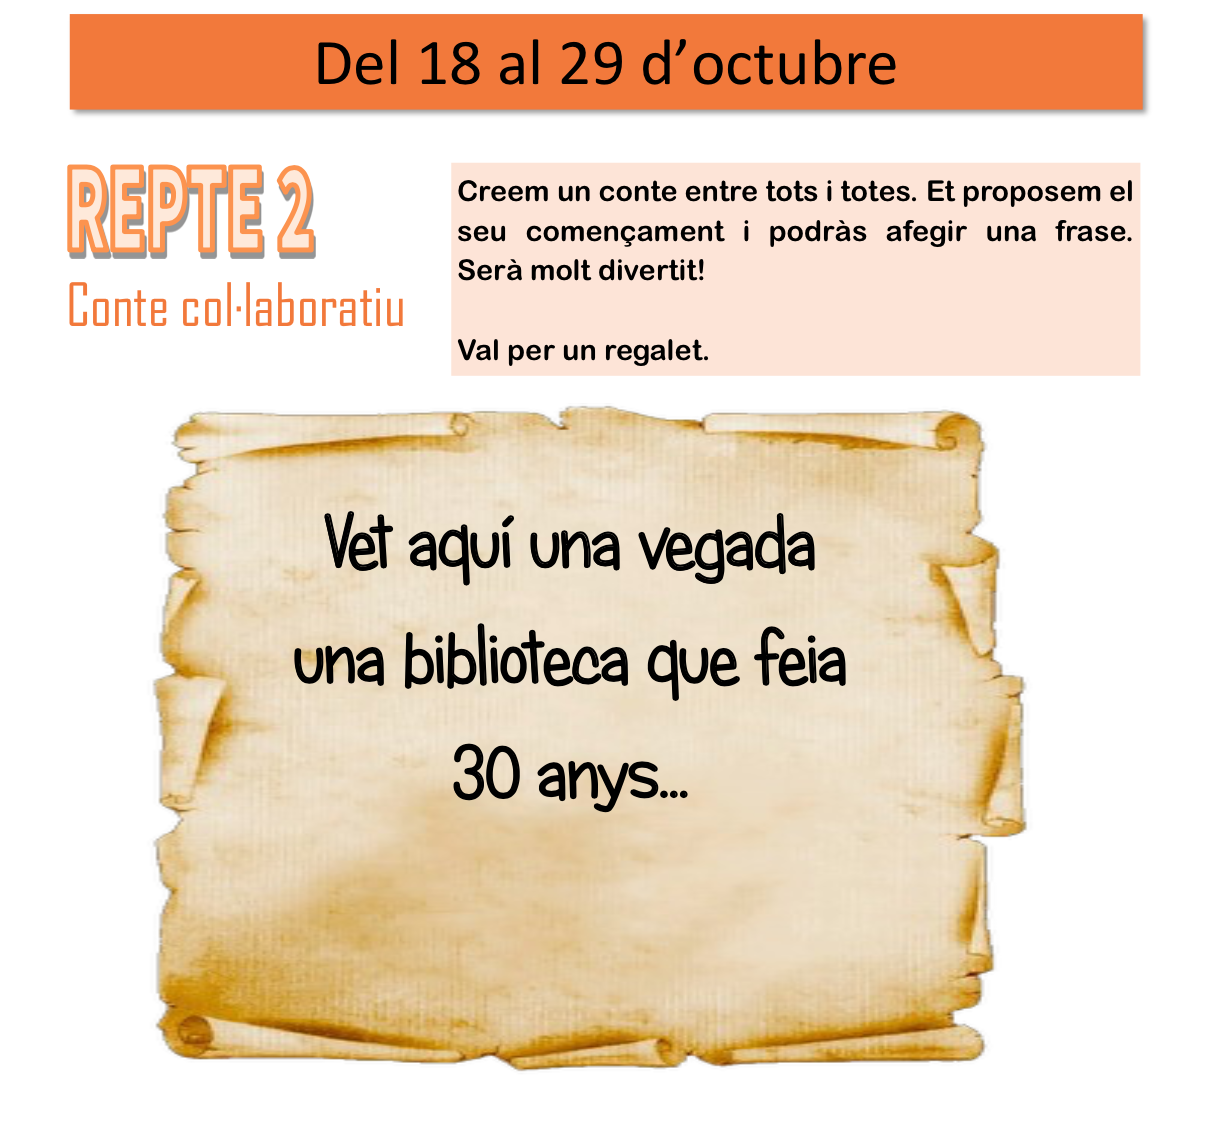 Del 18 al 29 d’octubre
REPTE 2
Conte col·laboratiu
Creem un conte entre tots i totes. Et proposem el
seu començament i podràs afegir una frase.
Serà molt divertit!
Val per un regalet.
Vet aquí una vegada
una biblioteca que feia
30 anys...